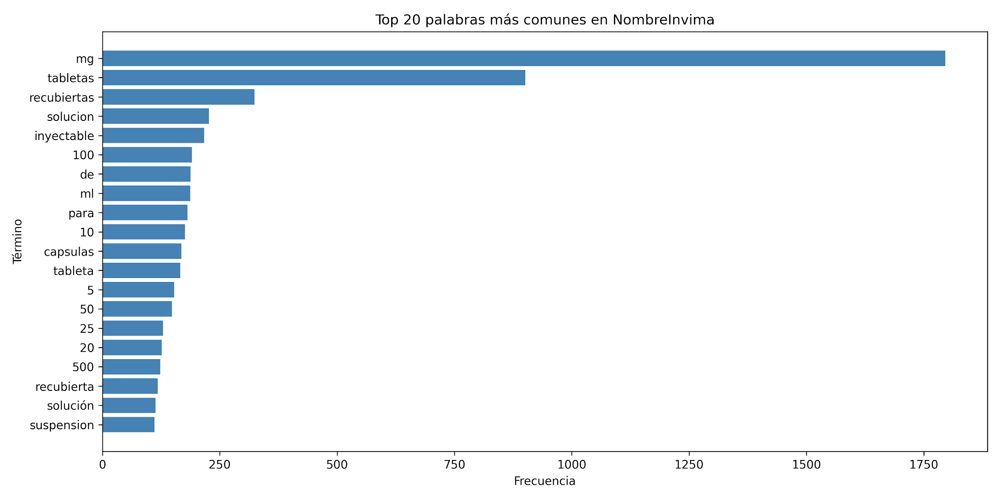 Top 20 palabras más comunes en NombreInvima
Término
mg
tabletas
recubiertas
solucion
inyectable
100
de
ml
para
10
capsulas
tableta
5
50
25
20
500
recubierta
solución
suspension
0 250 500 750 1000 1250 1500 1750
Frecuencia